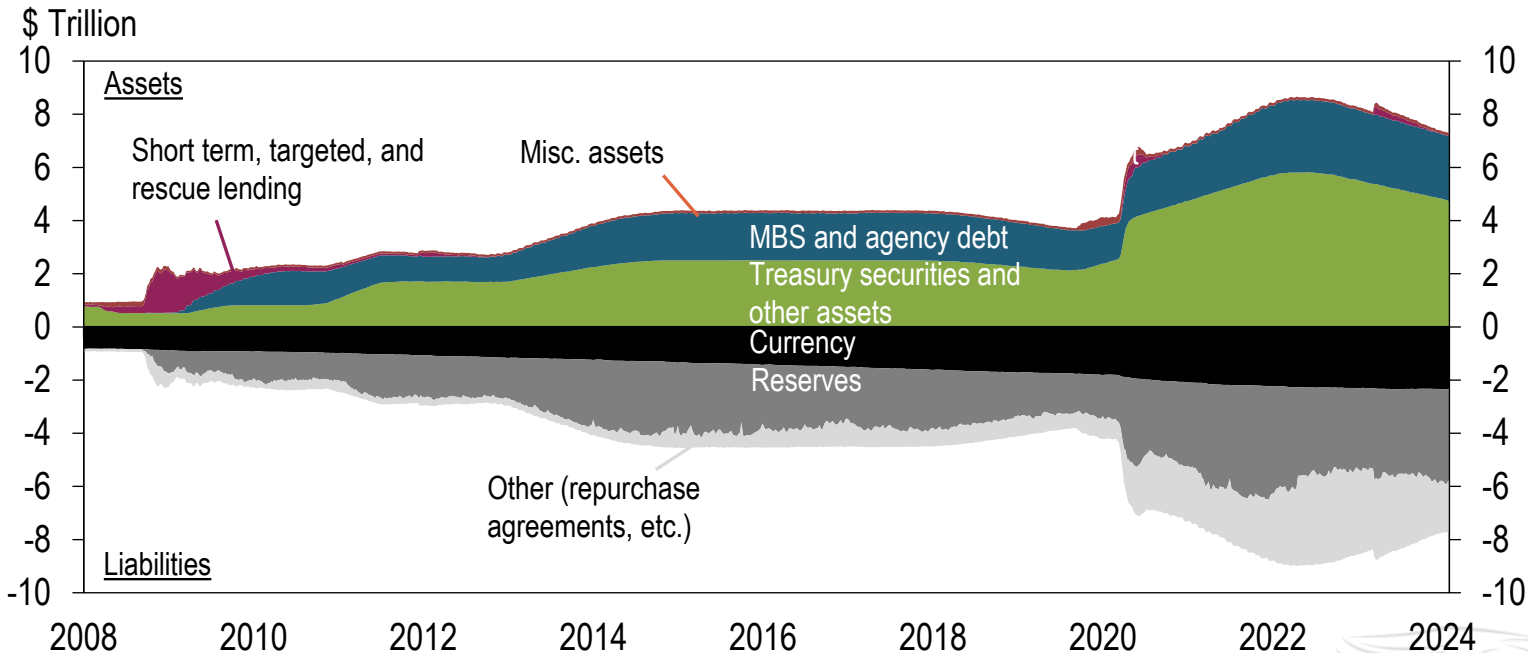 $ Trillion
10
8
6
4
2
0
-2
-4
-6
-8
-10
Assets
Short term, targeted, and
rescue lending
Misc. assets
MBS and agency debt
Treasury securities and
other assets
Currency
Reserves
Other (repurchase
agreements, etc.)
Liabilities
10
8
6
4
2
0
-2
-4
-6
-8
-10
2008 2010 2012 2014 2016 2018 2020 2022 2024